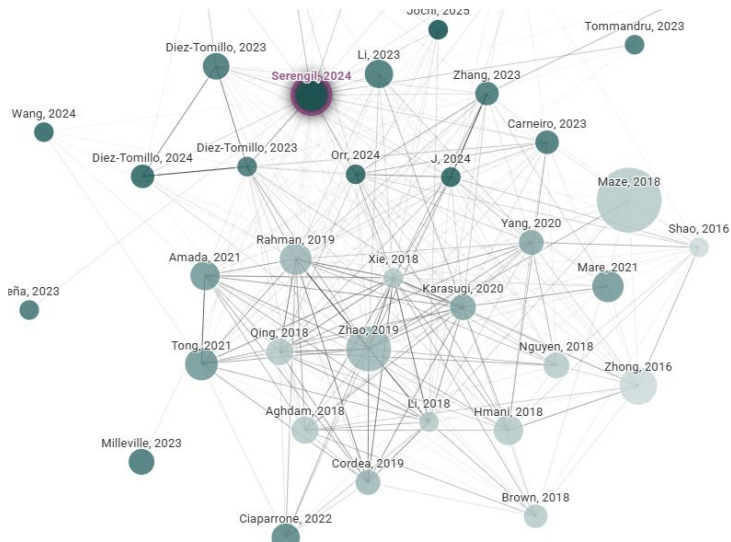 Jochi, 2025
Tommandru, 2023
Diez-Tomillo, 2023
Li, 2023
Serengil, 2024
Zhang, 2023
Wang, 2024
Carneiro, 2023
Diez-Tomillo, 2023
Diez-Tomillo, 2024
Orr, 2024
J, 2024
Maze, 2018
Yang, 2020
Shao, 2016
Rahman, 2019
Amada, 2021
Xie, 2018
Mare, 2021
Karasugi, 2020
eña, 2023
Tong, 2021
Qing, 2018
Zhao, 2019
Nguyen, 2018
Zhong, 2016
Li, 2018
Aghdam, 2018
Hmani, 2018
Milleville, 2023
Cordea, 2019
Brown, 2018
Ciaparrone, 2022